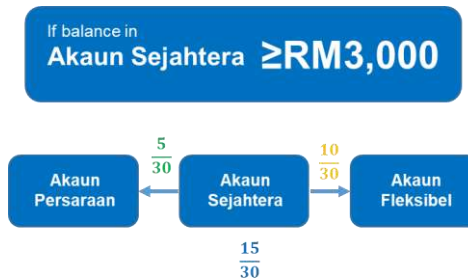 If balance in
Akaun Sejahtera ≥RM3,000
5/30
10/30
Akaun
Persaraan
Akaun
Sejahtera
Akaun
Fleksibel
15/30